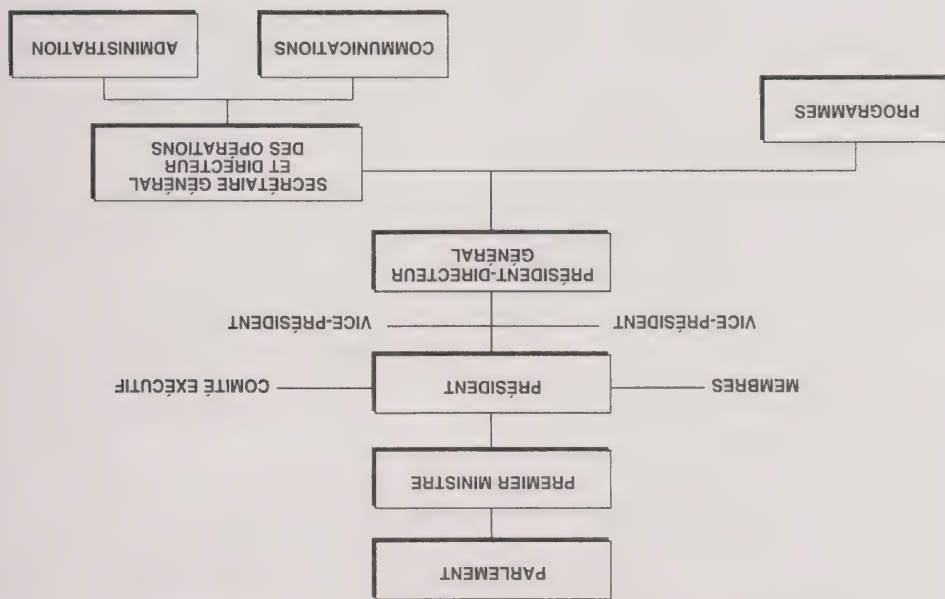 PARLEMENT
PREMIER MINISTRE
MEMBRES
PRÉSIDENT
COMITÉ EXÉCUTIF
VICE-PRÉSIDENT
VICE-PRÉSIDENT
PRÉSIDENT-DIRECTEUR
GÉNÉRAL
PROGRAMMES
SECRÉTAIRE GÉNÉRAL
ET DIRECTEUR
DES OPÉRATIONS
COMMUNICATIONS
ADMINISTRATION